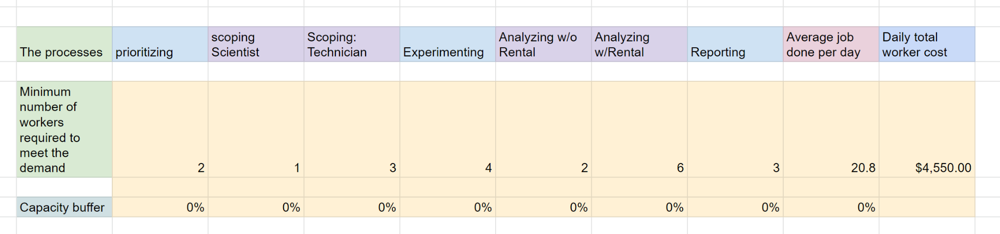 The processes
prioritizing
scoping
Scientist
Scoping:
Technician
Experimenting
Analyzing w/o
Rental
Analyzing
w/Rental
Reporting
Average job
done per day
Daily total
worker cost
Minimum
number of
workers
required to
meet the
demand
2
1
3
4
2
6
3
20.8
$4,550.00
Capacity buffer
0%
0%
0%
0%
0%
0%
0%
0%